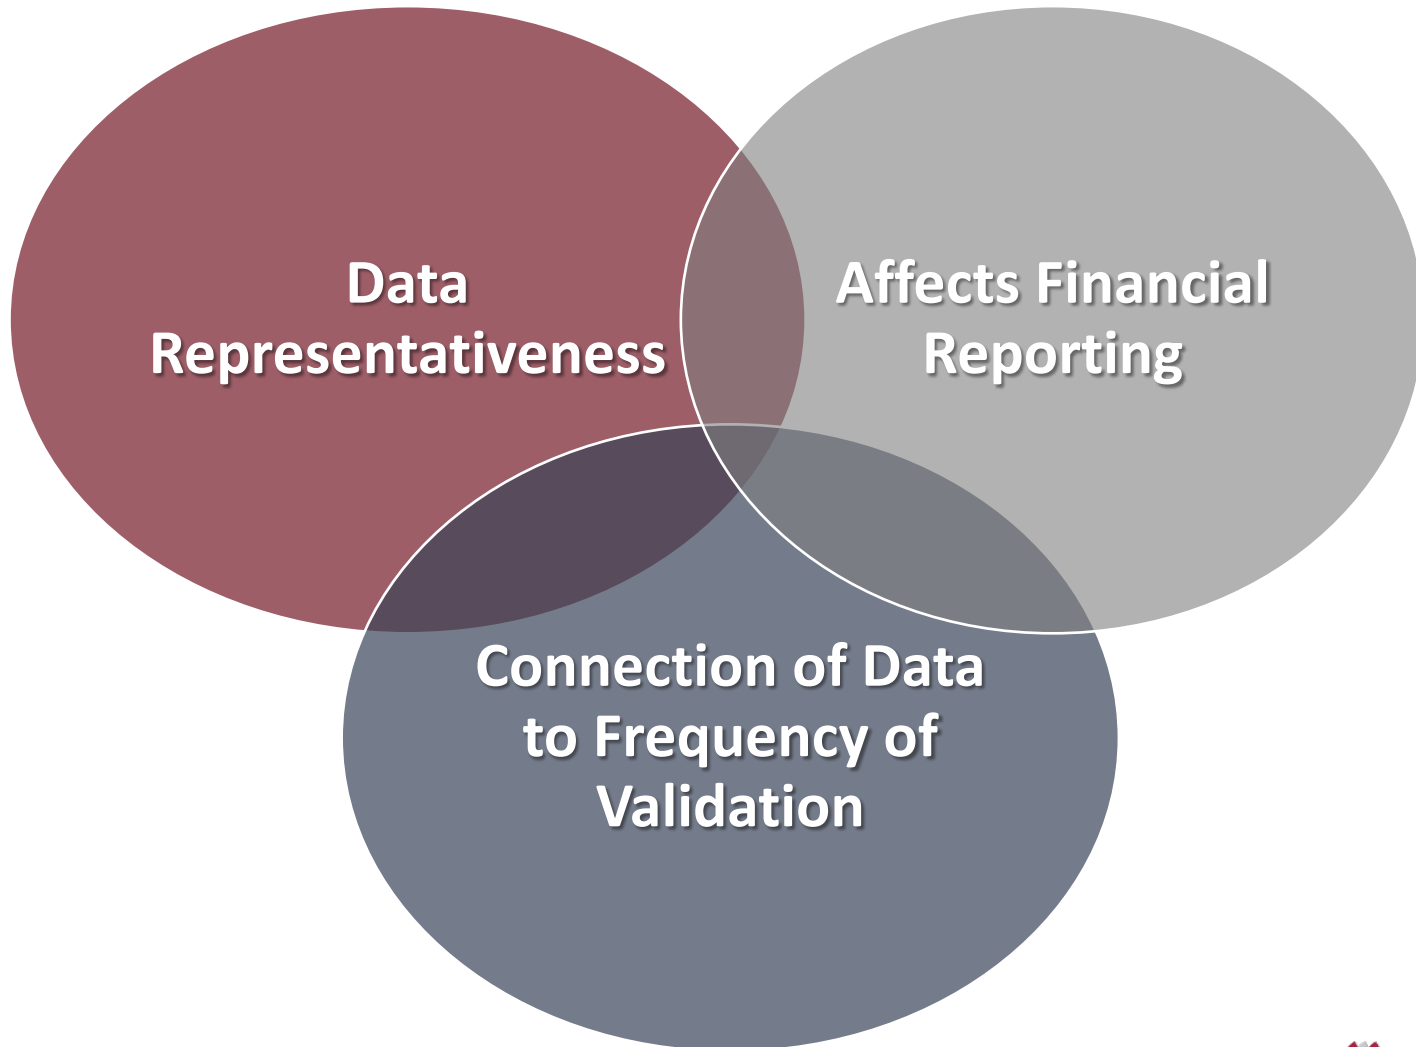 Data
Representativeness
Affects Financial
Reporting
Connection of Data
to Frequency of
Validation